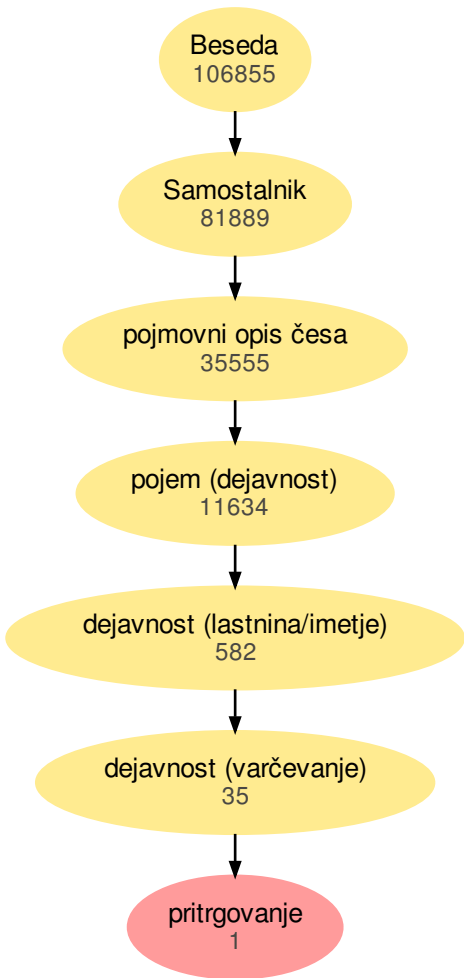 Beseda
106855
Samostalnik
81889
pojmovni opis česa
35555
pojem (dejavnost)
11634
dejavnost (lastnina/imetje)
582
dejavnost (varčevanje)
35
pritrgovanje
1